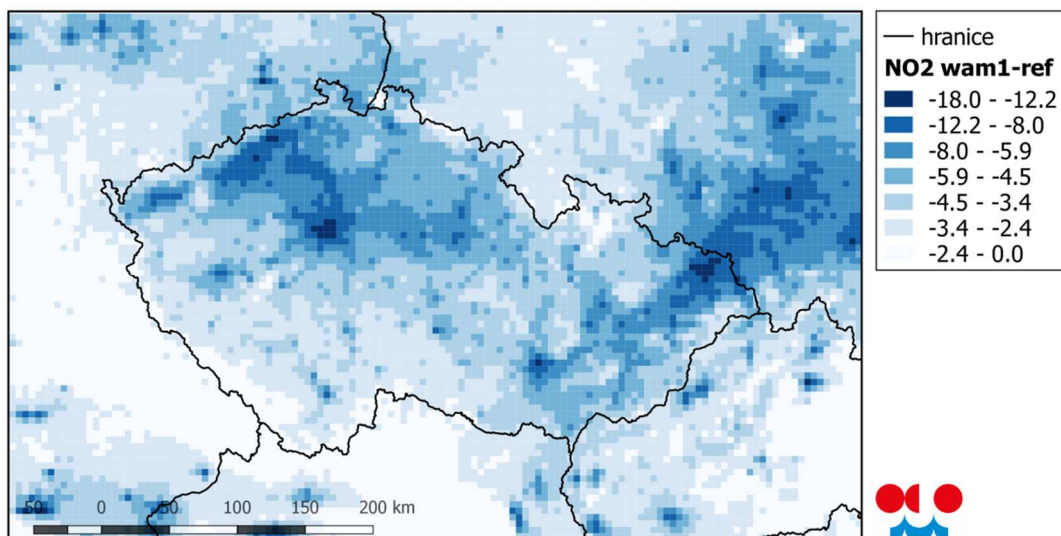 hranice
NO2 wam1-ref
-18.0 - -12.2
-12.2 - -8.0
-8.0 - -5.9
-5.9 - -4.5
-4.5 - -3.4
-3.4 - -2.4
-2.4 - 0.0
50 0 50 100 150 200 km